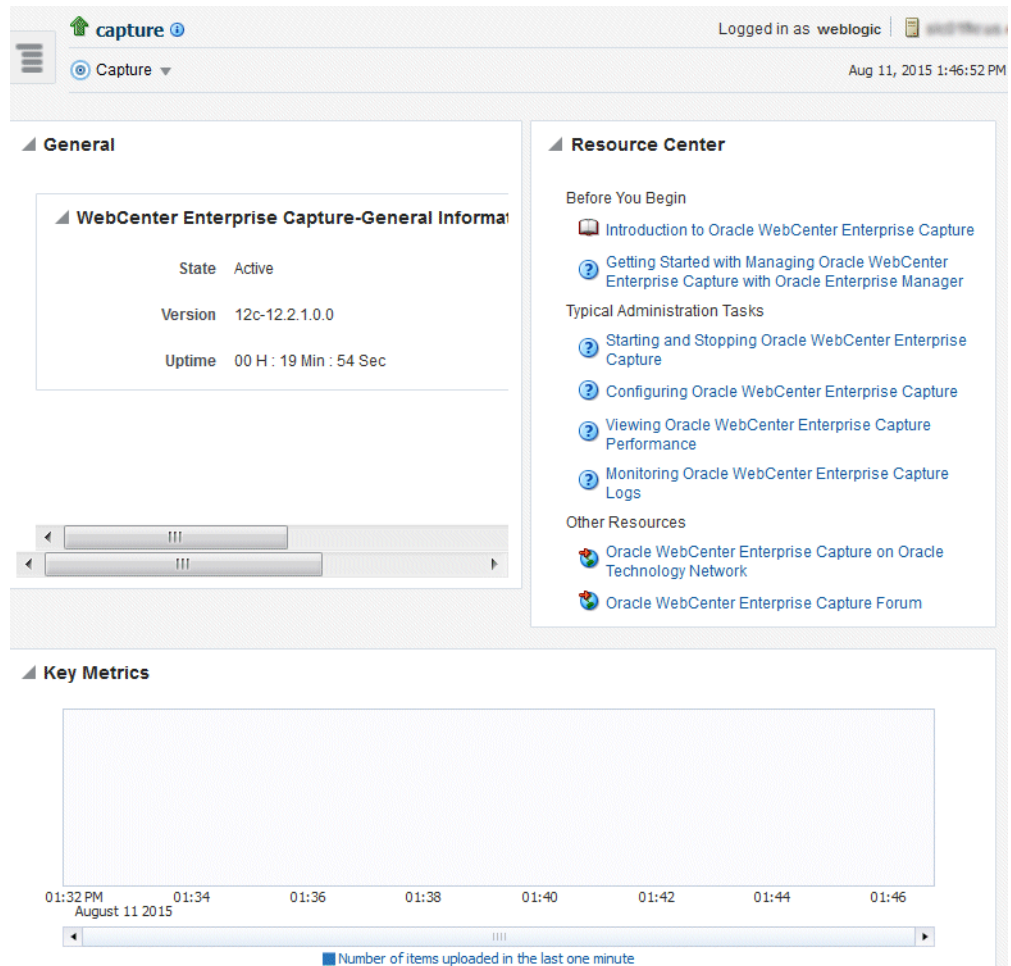 capture
Logged in as weblogic
Capture
Aug 11, 2015 1:46:52 PM
General
WebCenter Enterprise Capture-General Informat
State Active
Version 12c-12.2.1.0.0
Uptime 00 H : 19 Min : 54 Sec
Resource Center
Before You Begin
Introduction to Oracle WebCenter Enterprise Capture
Getting Started with Managing Oracle WebCenter
Enterprise Capture with Oracle Enterprise Manager
Typical Administration Tasks
Starting and Stopping Oracle WebCenter Enterprise
Capture
Configuring Oracle WebCenter Enterprise Capture
Viewing Oracle WebCenter Enterprise Capture
Performance
Monitoring Oracle WebCenter Enterprise Capture
Logs
Other Resources
Oracle WebCenter Enterprise Capture on Oracle
Technology Network
Oracle WebCenter Enterprise Capture Forum
Key Metrics
01:32 PM 01:34 01:36 01:38 01:40 01:42 01:44 01:46
August 11 2015
Number of items uploaded in the last one minute